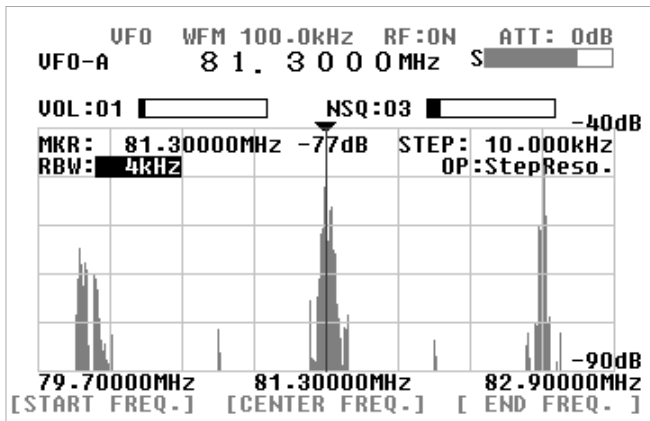 VFO WFM 100.0kHz RF:ON ATT: 0dB
VFO-A 81.3000MHz S
VOL:01 NSQ:03
-40dB
MKR: 81.30000MHz -77dB STEP: 10.000kHz
RBW: 4kHz OP:StepReso.
-90dB
79.70000MHz 81.30000MHz 82.90000MHz
[START FREQ.] [CENTER FREQ.] [ END FREQ. ]